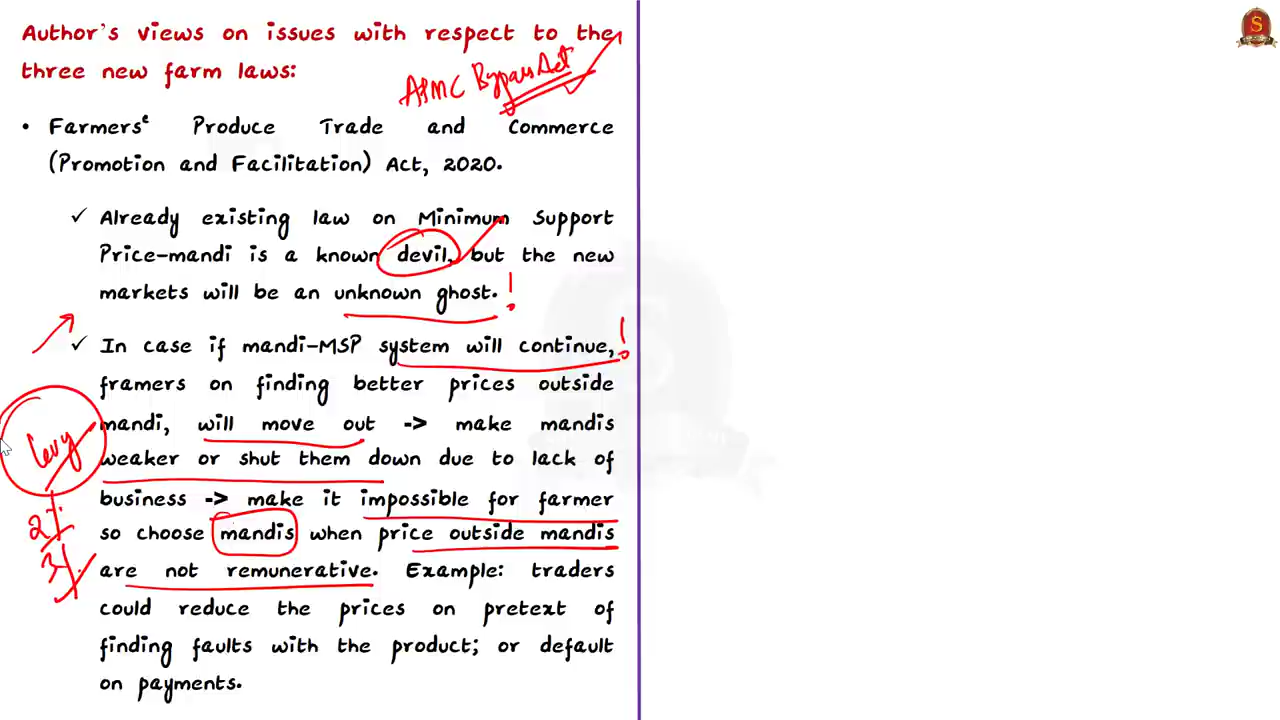 Author's views on issues with respect to the
three new farm laws:
APMC Bypass Act
• Farmers' Produce Trade and Commerce
(Promotion and Facilitation) Act, 2020.
✓ Already existing law on Minimum Support
Price-mandi is a known devil, but the new
markets will be an unknown ghost. !
✓ In case if mandi-MSP system will continue, !
framers on finding better prices outside
mandi, will move out -> make mandis
Levy
weaker or shut them down due to lack of
business -> make it impossible for farmer
2%
so choose mandis when price outside mandis
3%
are not remunerative. Example: traders
could reduce the prices on pretext of
finding faults with the product; or default
on payments.
S